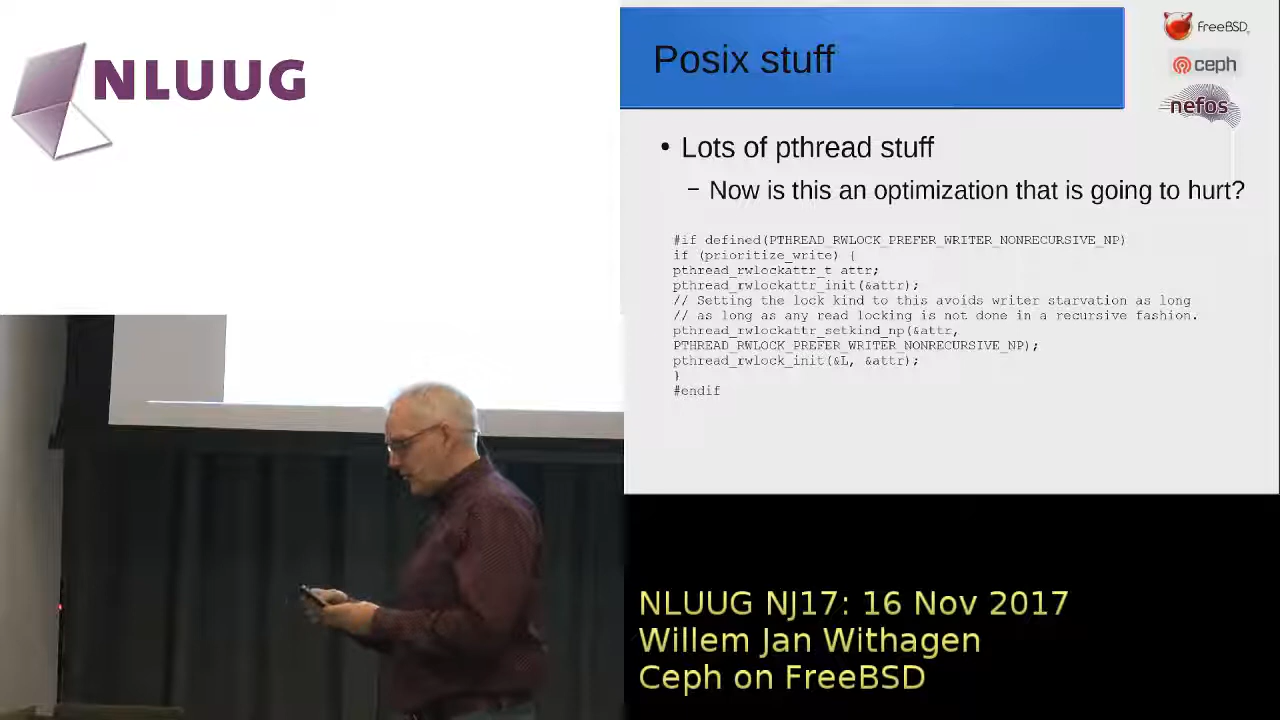 NLUUG
Posix stuff
FreeBSD
ceph
nefos
• Lots of pthread stuff
– Now is this an optimization that is going to hurt?
#if defined(PTHREAD_RWLOCK_PREFER_WRITER_NONRECURSIVE_NP)
if (prioritize_write) {
pthread_rwlockattr_t attr;
pthread_rwlockattr_init(&attr);
// Setting the lock kind to this avoids writer starvation as long
// as long as any read locking is not done in a recursive fashion.
pthread_rwlockattr_setkind_np(&attr,
PTHREAD_RWLOCK_PREFER_WRITER_NONRECURSIVE_NP);
pthread_rwlock_init(&L, &attr);
}
#endif
NLUUG NJ17: 16 Nov 2017
Willem Jan Withagen
Ceph on FreeBSD